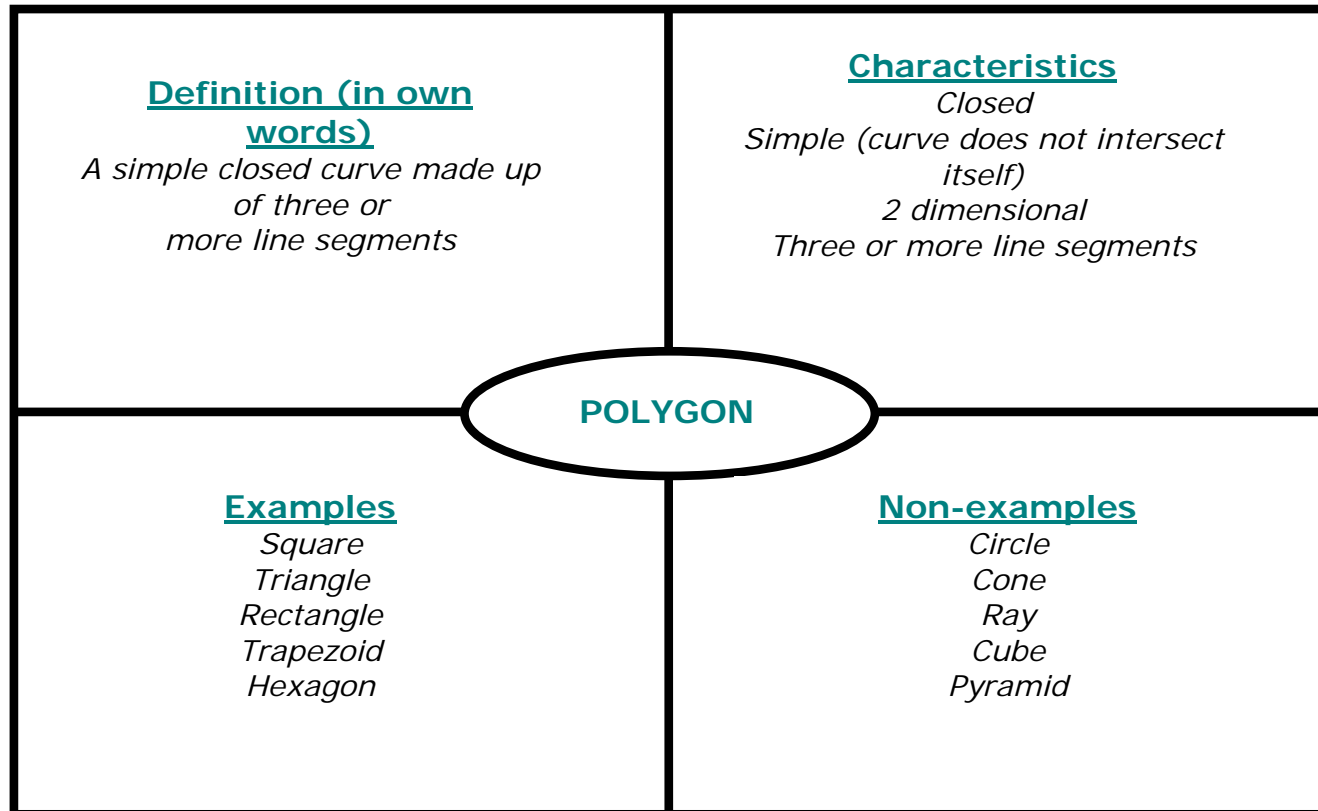 Definition (in own
words)
A simple closed curve made up
of three or
more line segments
Characteristics
Closed
Simple (curve does not intersect
itself)
2 dimensional
Three or more line segments
POLYGON
Examples
Square
Triangle
Rectangle
Trapezoid
Hexagon
Non-examples
Circle
Cone
Ray
Cube
Pyramid